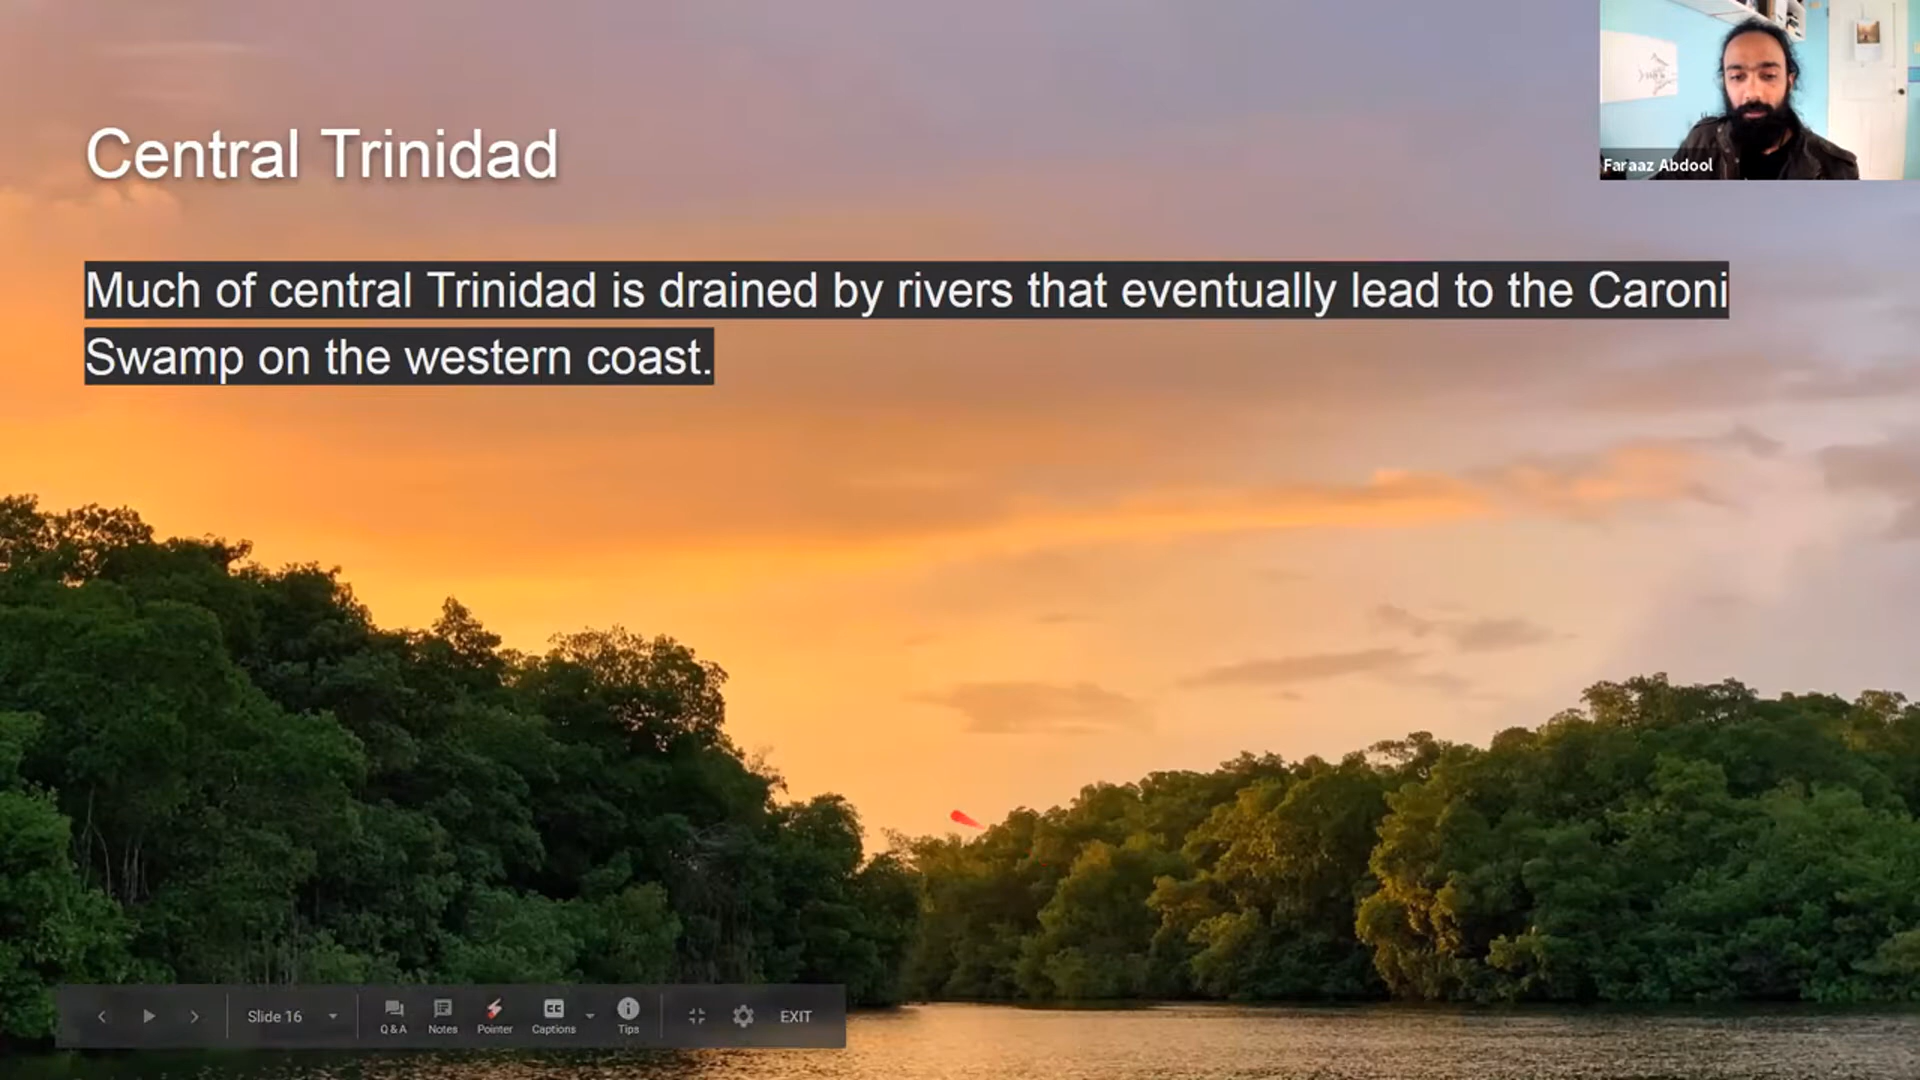 Faraaz Abdool
Central Trinidad
Much of central Trinidad is drained by rivers that eventually lead to the Caroni
Swamp on the western coast.
Slide 16
Q & A
Notes
Pointer
CC
Captions
Tips
EXIT